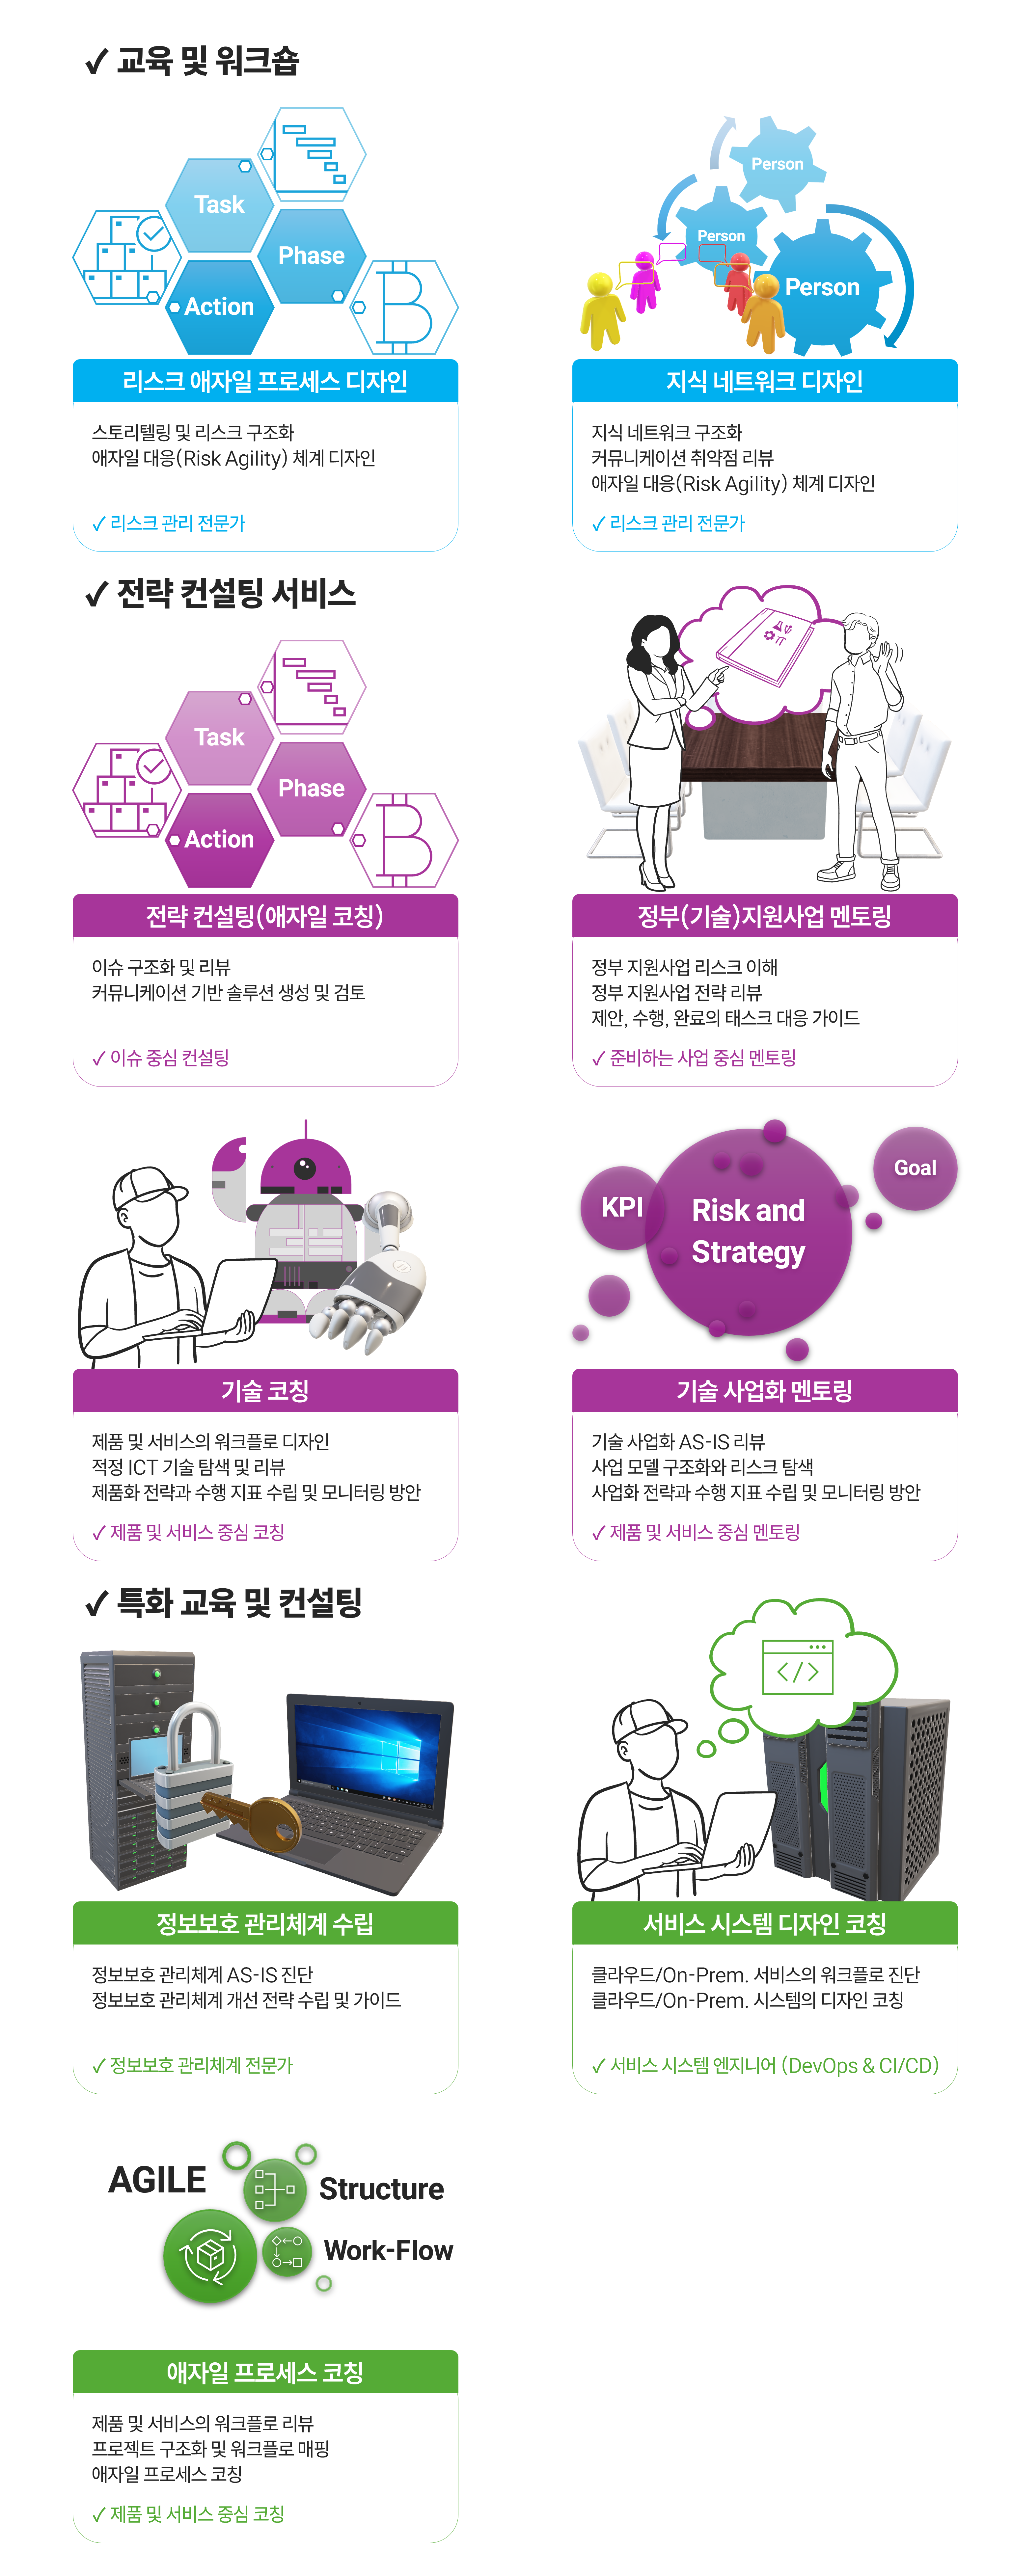 ✓ 교육 및 워크숍
Task
Phase
Action
리스크 애자일 프로세스 디자인
스토리텔링 및 리스크 구조화
애자일 대응(Risk Agility) 체계 디자인
✓ 리스크 관리 전문가
Person
Person
Person
지식 네트워크 디자인
지식 네트워크 구조화
커뮤니케이션 취약점 리뷰
애자일 대응(Risk Agility) 체계 디자인
✓ 리스크 관리 전문가
✓ 전략 컨설팅 서비스
Task
Phase
Action
전략 컨설팅(애자일 코칭)
이슈 구조화 및 리뷰
커뮤니케이션 기반 솔루션 생성 및 검토
✓ 이슈 중심 컨설팅
IT
정부(기술)지원사업 멘토링
정부 지원사업 리스크 이해
정부 지원사업 전략 리뷰
제안, 수행, 완료의 태스크 대응 가이드
✓ 준비하는 사업 중심 멘토링
기술 코칭
제품 및 서비스의 워크플로 디자인
적정 ICT 기술 탐색 및 리뷰
제품화 전략과 수행 지표 수립 및 모니터링 방안
✓ 제품 및 서비스 중심 코칭
KPI
Risk and
Strategy
Goal
기술 사업화 멘토링
기술 사업화 AS-IS 리뷰
사업 모델 구조화와 리스크 탐색
사업화 전략과 수행 지표 수립 및 모니터링 방안
✓ 제품 및 서비스 중심 멘토링
✓ 특화 교육 및 컨설팅
정보보호 관리체계 수립
정보보호 관리체계 AS-IS 진단
정보보호 관리체계 개선 전략 수립 및 가이드
✓ 정보보호 관리체계 전문가
</>
서비스 시스템 디자인 코칭
클라우드/On-Prem. 서비스의 워크플로 진단
클라우드/On-Prem. 시스템의 디자인 코칭
✓ 서비스 시스템 엔지니어 (DevOps & CI/CD)
AGILE
Structure
Work-Flow
애자일 프로세스 코칭
제품 및 서비스의 워크플로 리뷰
프로젝트 구조화 및 워크플로 매핑
애자일 프로세스 코칭
✓ 제품 및 서비스 중심 코칭